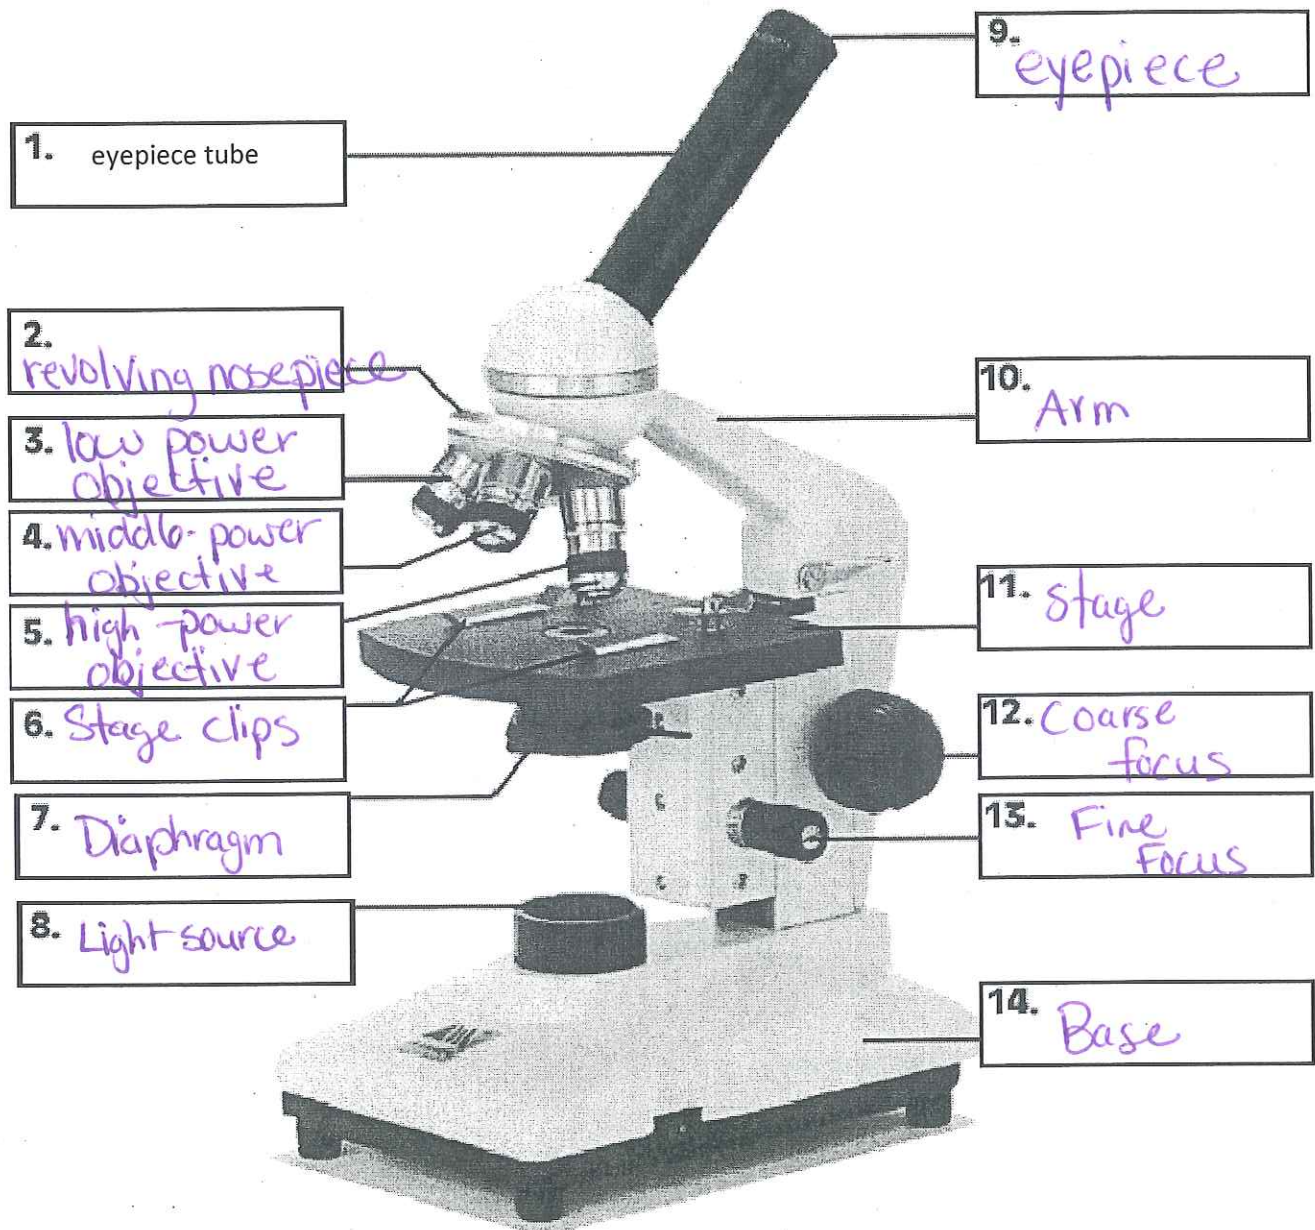 1. eyepiece tube
2.
revolving nosepiece
3. low power
objective
4. middle-power
objective
5. high-power
objective
6. Stage clips
7. Diaphragm
8. Light source
9.
eyepiece
10.
Arm
11. Stage
12. Coarse
focus
13. Fine
Focus
14.
Base